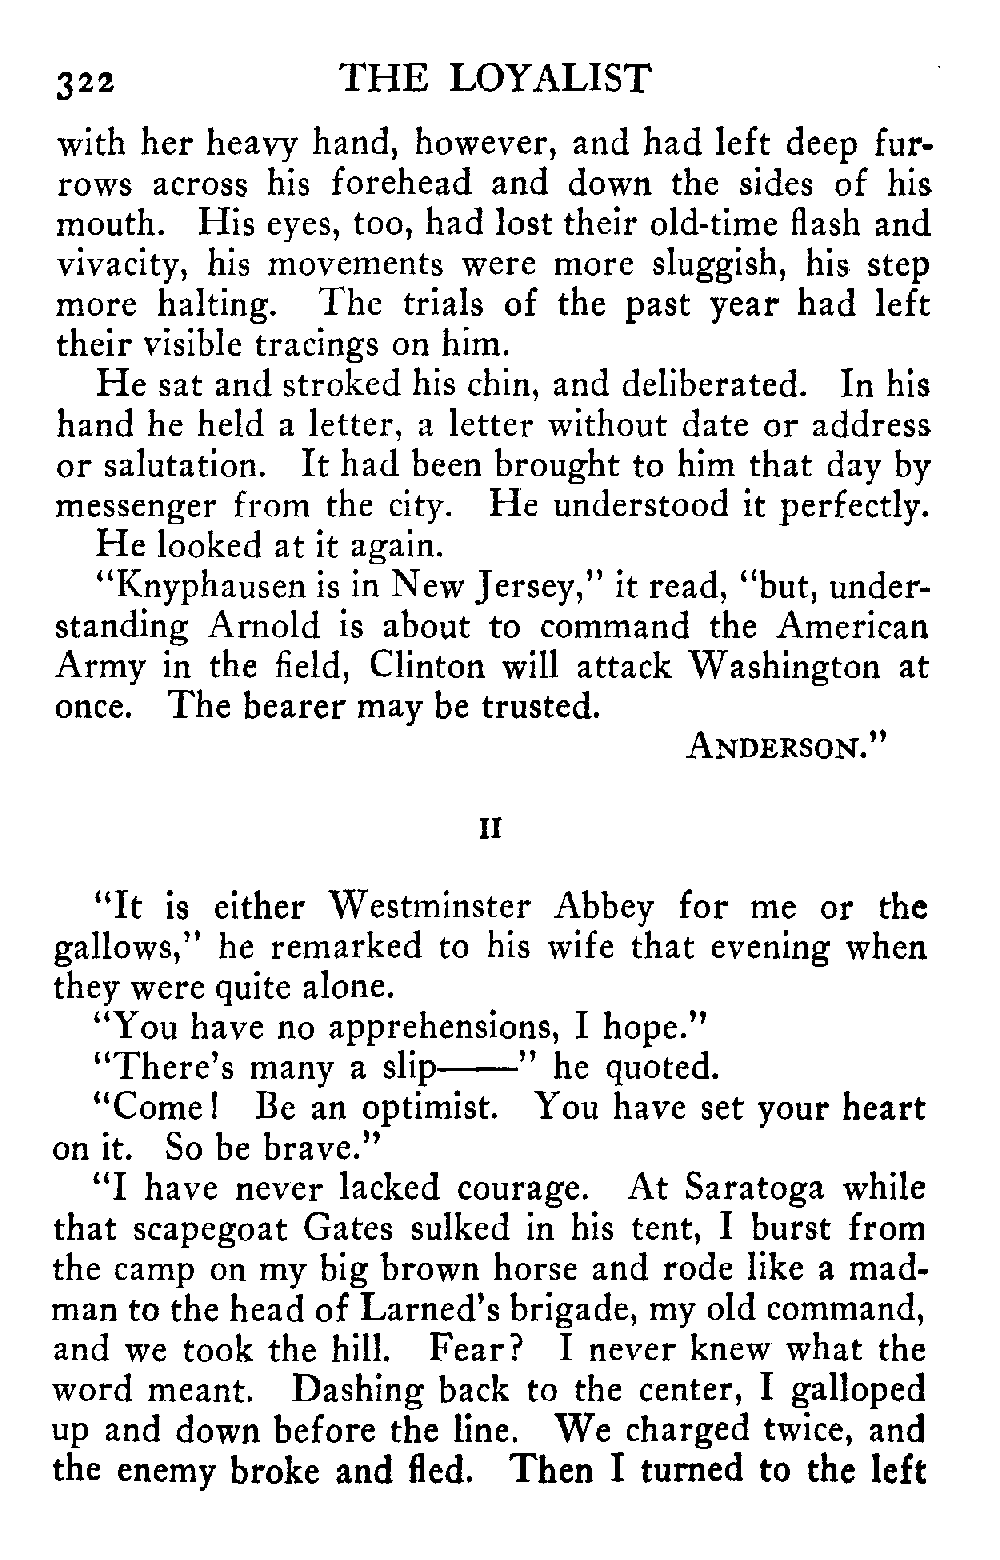 322 THE LOYALIST
with her heavy hand, however, and had left deep fur-
rows across his forehead and down the sides of his
mouth. His eyes, too, had lost their old-time flash and
vivacity, his movements were more sluggish, his step
more halting. The trials of the past year had left
their visible tracings on him.
He sat and stroked his chin, and deliberated. In his
hand he held a letter, a letter without date or address
or salutation. It had been brought to him that day by
messenger from the city. He understood it perfectly.
He looked at it again.
"Knyphausen is in New Jersey," it read, "but, under-
standing Arnold is about to command the American
Army in the field, Clinton will attack Washington at
once. The bearer may be trusted.
ANDERSON."
II
"It is either Westminster Abbey for me or the
gallows," he remarked to his wife that evening when
they were quite alone.
"You have no apprehensions, I hope."
"There's many a slip——" he quoted.
"Come! Be an optimist. You have set your heart
on it. So be brave."
"I have never lacked courage. At Saratoga while
that scapegoat Gates sulked in his tent, I burst from
the camp on my big brown horse and rode like a mad-
man to the head of Larned's brigade, my old command,
and we took the hill. Fear? I never knew what the
word meant. Dashing back to the center, I galloped
up and down before the line. We charged twice, and
the enemy broke and fled. Then I turned to the left